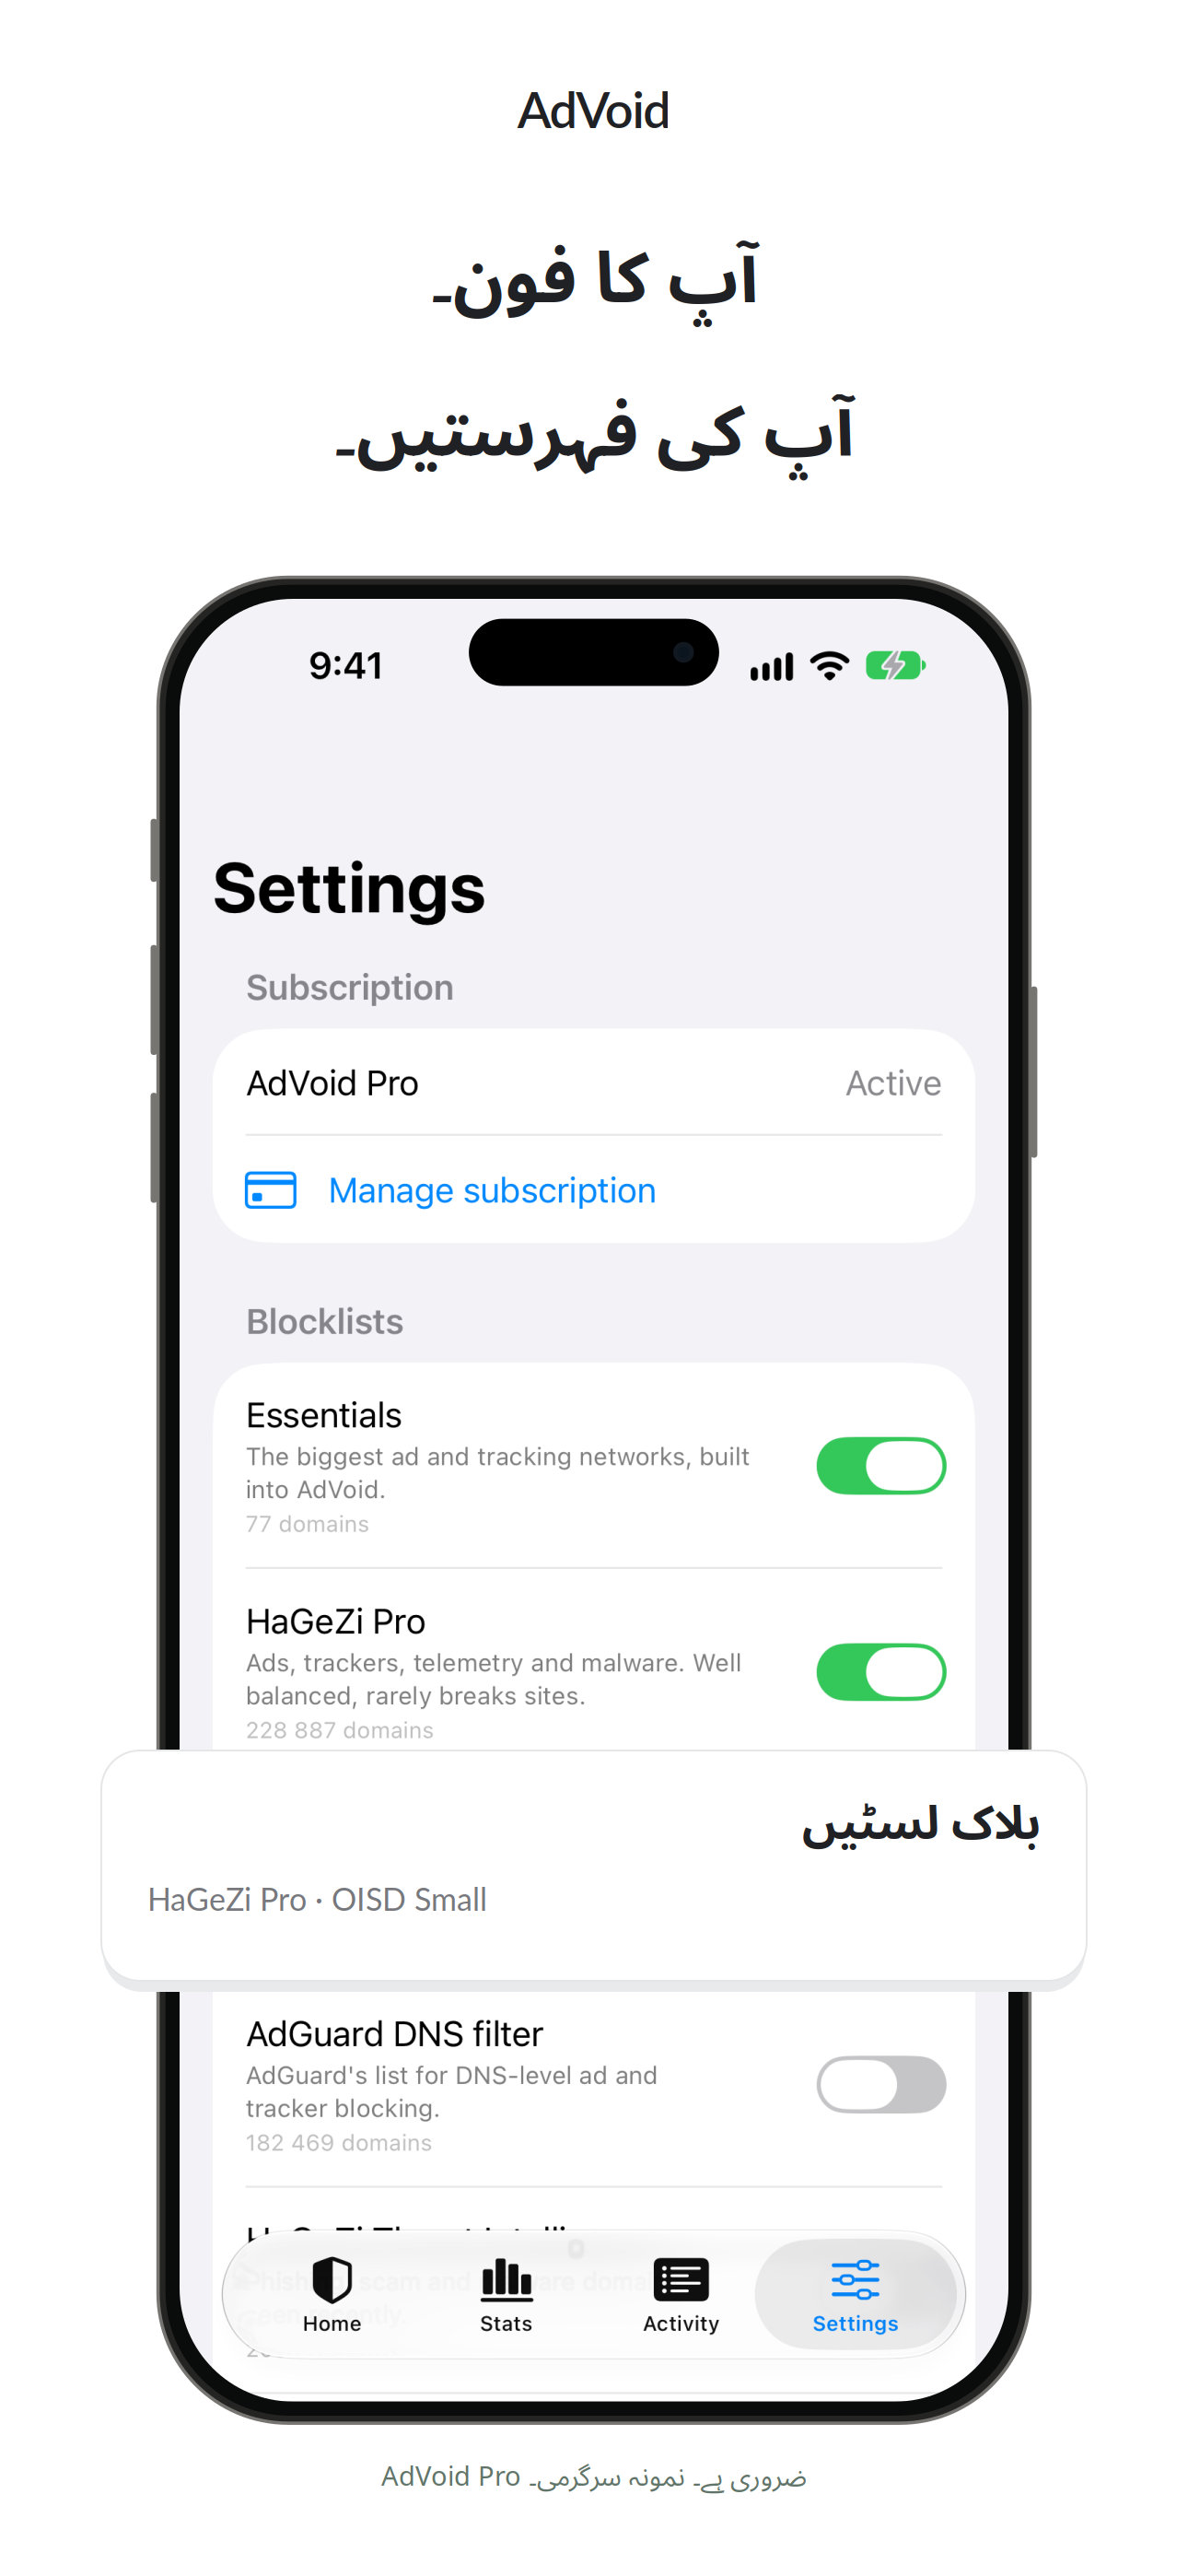 AdVoid
آپ کا فون۔
آپ کی فہرستیں۔
9:41
Settings
Subscription
AdVoid Pro
Active
Manage subscription
Blocklists
Essentials
The biggest ad and tracking networks, built
into AdVoid.
77 domains
HaGeZi Pro
Ads, trackers, telemetry and malware. Well
balanced, rarely breaks sites.
228 887 domains
بلاک لسٹیں
HaGeZi Pro · OISD Small
AdGuard DNS filter
AdGuard's list for DNS-level ad and
tracker blocking.
182 469 domains
Home
Stats
Activity
Settings
AdVoid Pro ضروری ہے۔ نمونہ سرگرمی۔